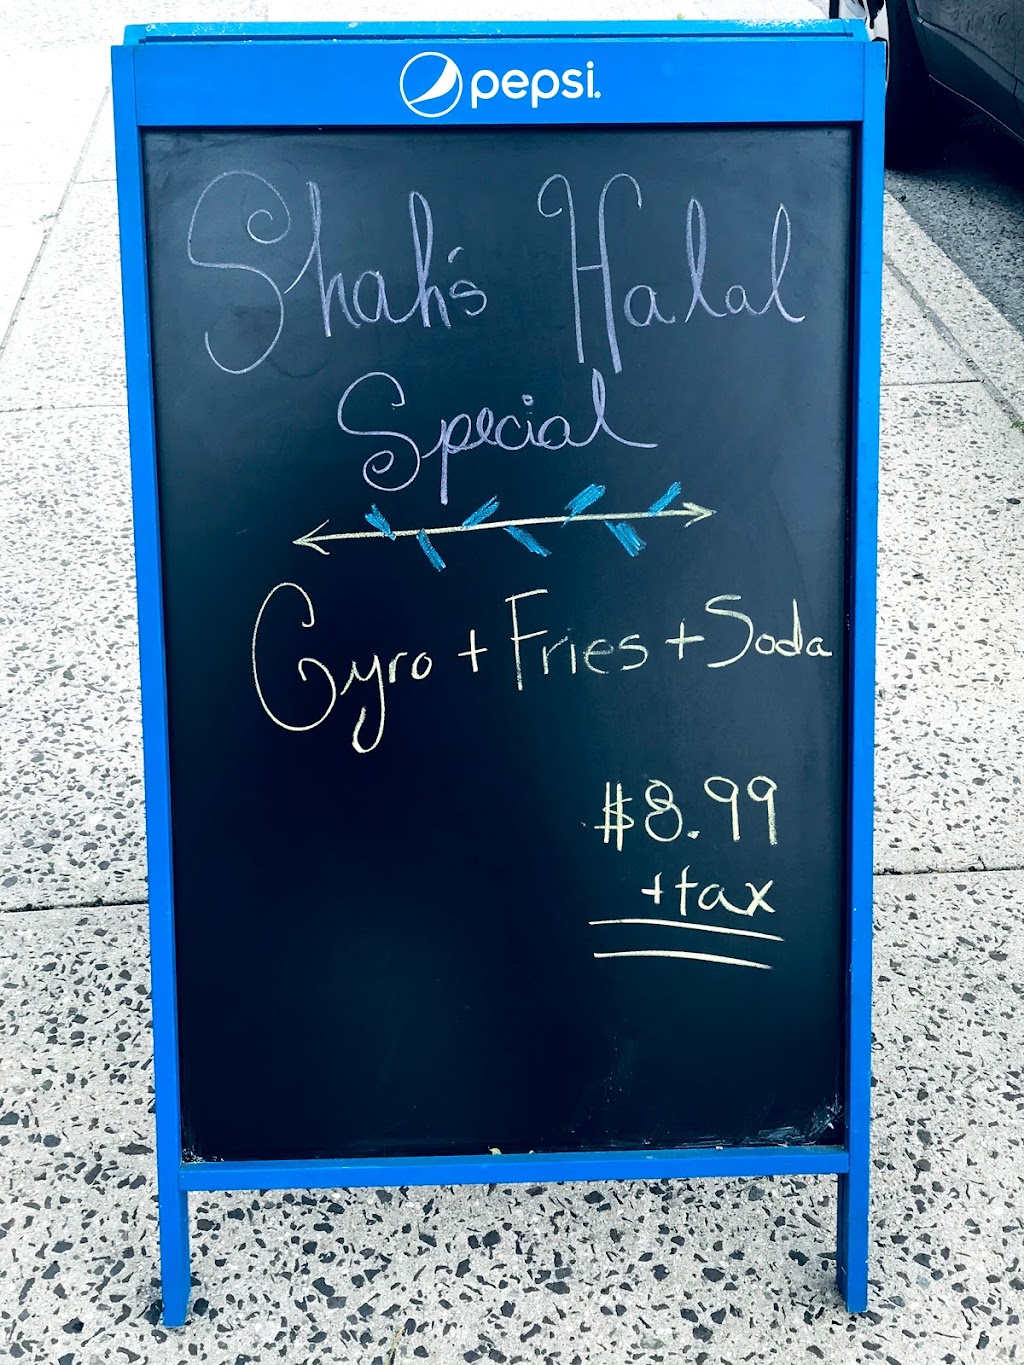 pepsi.
Shah's Halal
Special
Gyro + Fries + Soda
$8.99
+tax